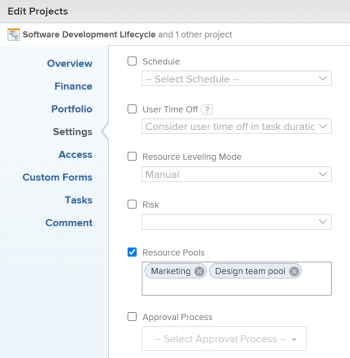 Edit Projects
Software Development Lifecycle and 1 other project
Overview
Finance
Portfolio
Settings
Access
Custom Forms
Tasks
Comment
Schedule
-- Select Schedule --
User Time Off ?
Consider user time off in task duratic
Resource Leveling Mode
Manual
Risk
Resource Pools
Marketing Design team pool
Approval Process
-- Select Approval Process --